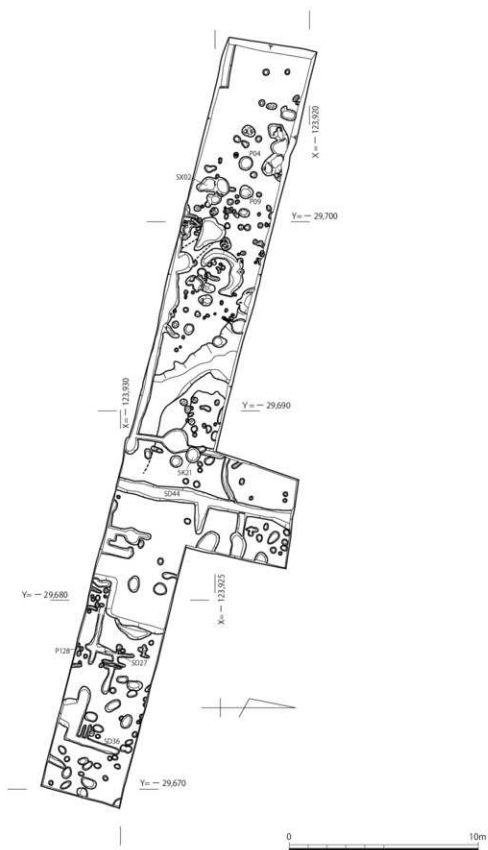 X=－123,920
P04
SX02
P09
Y=－29,700
X=－123,930
Y=－29,690
SK21
SD44
X=－123,925
Y=－29,680
P128
SD27
SD36
Y=－29,670
0 10m